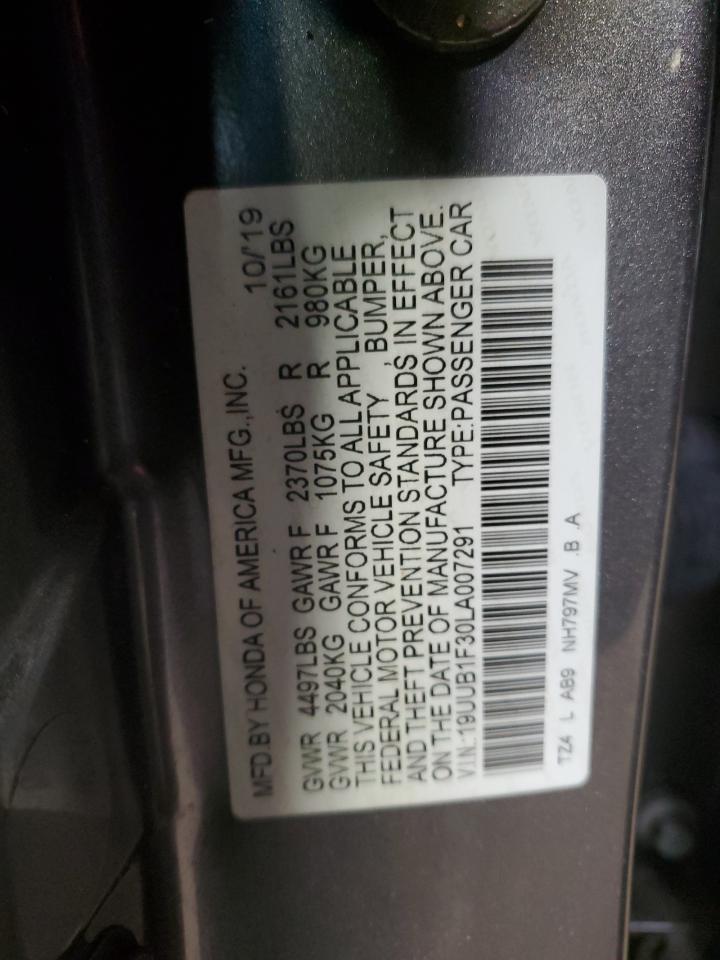 MFD.BY HONDA OF AMERICA MFG.,INC. 10/'19
GVWR 4497LBS GAWR F 2370LBS R 2161LBS
GVWR 2040KG GAWR F 1075KG R 980KG
THIS VEHICLE CONFORMS TO ALL APPLICABLE
FEDERAL MOTOR VEHICLE SAFETY , BUMPER,
AND THEFT PREVENTION STANDARDS IN EFFECT
ON THE DATE OF MANUFACTURE SHOWN ABOVE.
V.I.N.:19UUB1F30LA007291 TYPE:PASSENGER CAR
TZ4 L AB9 NH797MV .B .A